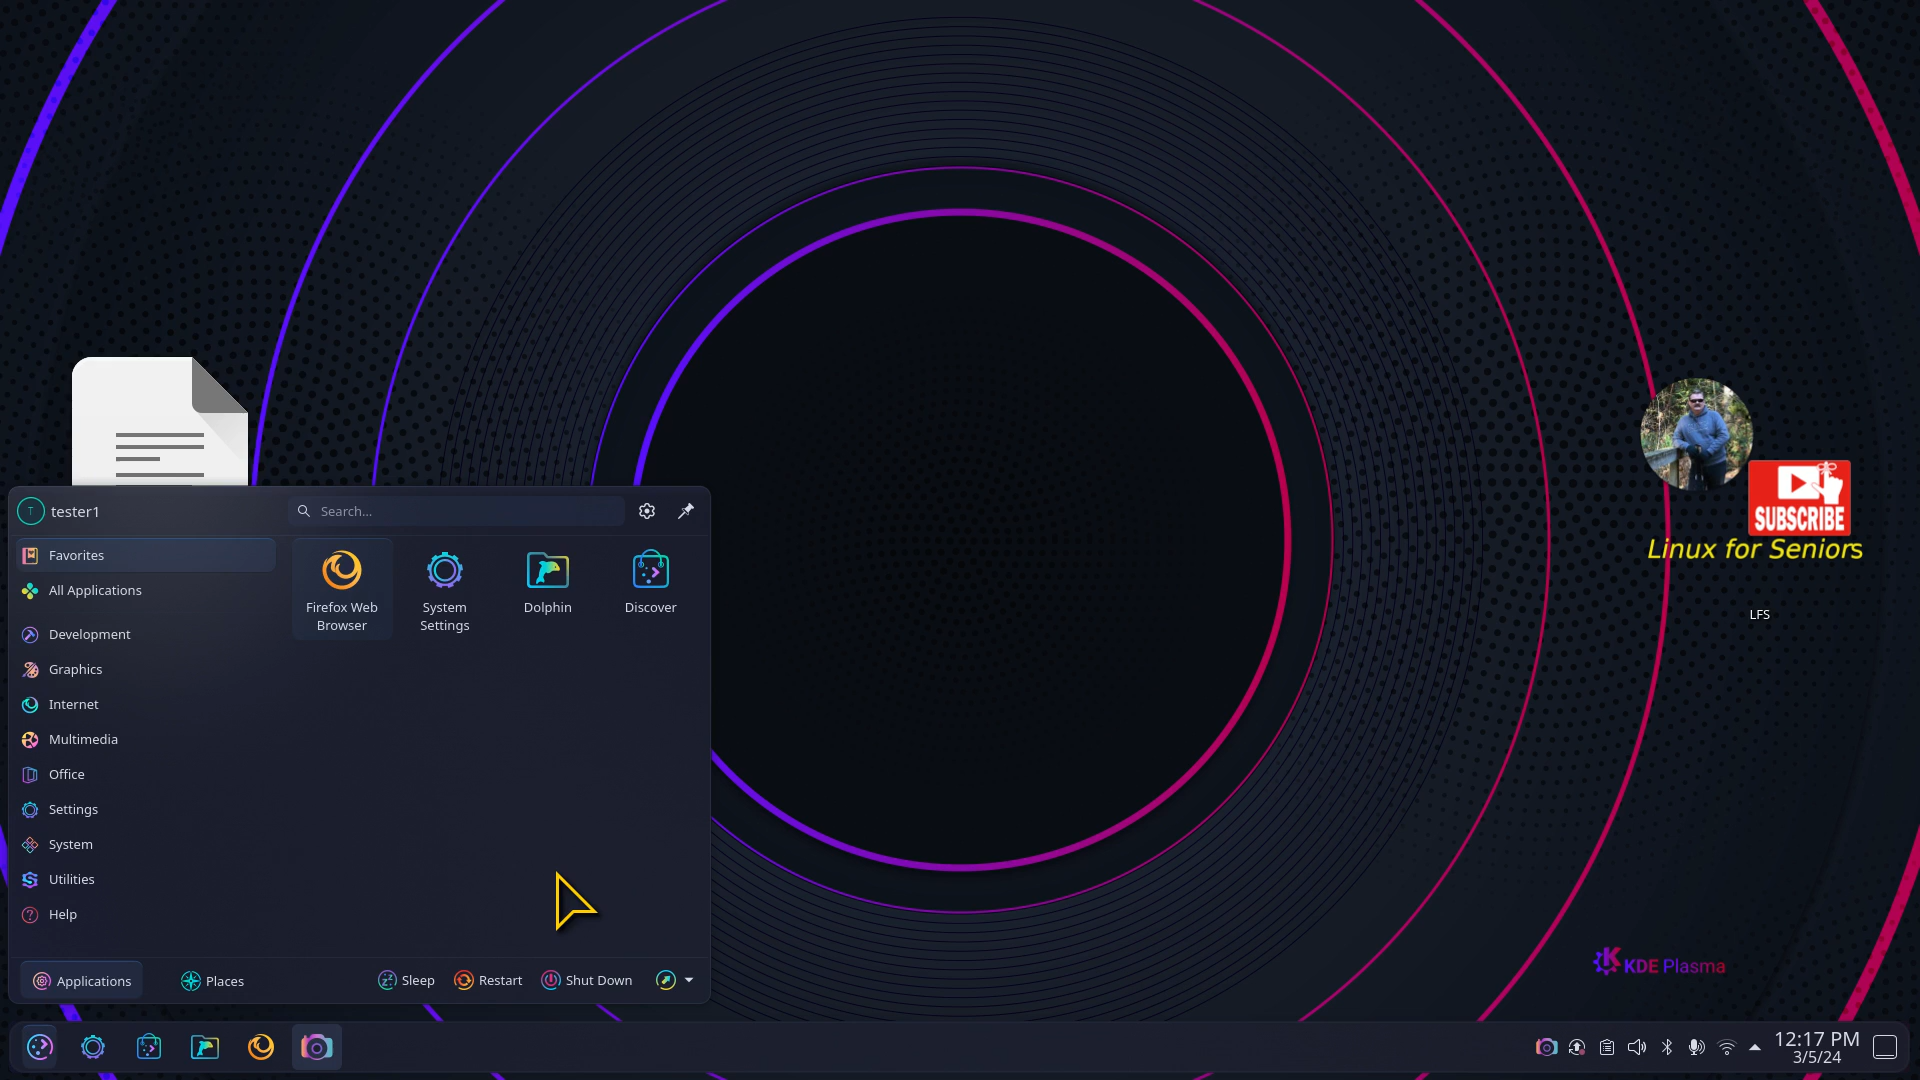 T
tester1
Search...
Favorites
All Applications
Development
Graphics
Internet
Multimedia
Office
Settings
System
Utilities
Help
Firefox Web
Browser
System
Settings
Dolphin
Discover
Applications
Places
Sleep
Restart
Shut Down
SUBSCRIBE
Linux for Seniors
LFS
KDE Plasma
12:17 PM
3/5/24